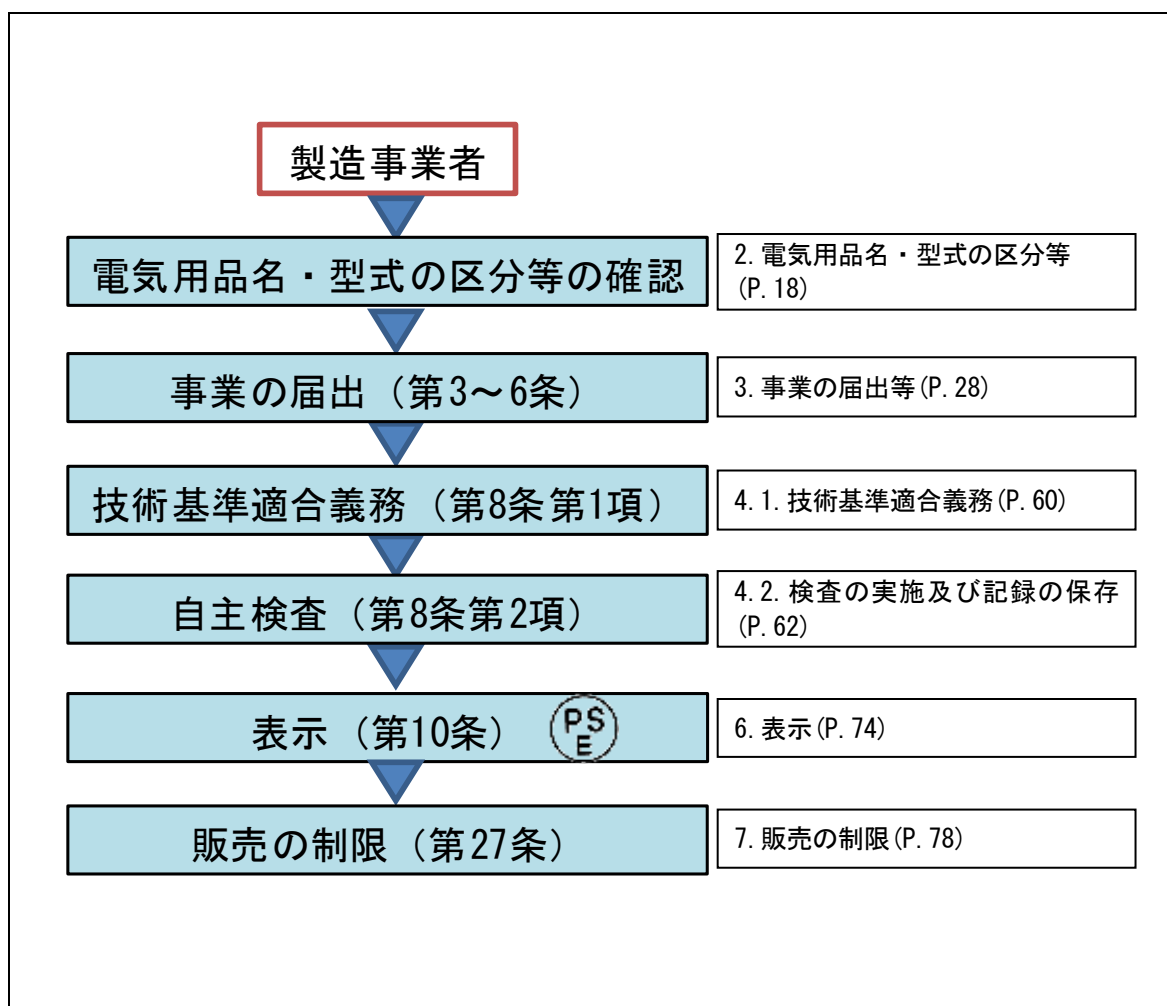 製造事業者
電気用品名・型式の区分等の確認
2.電気用品名・型式の区分等
(P.18)
事業の届出（第3～6条）
3.事業の届出等(P.28)
技術基準適合義務（第8条第1項）
4.1.技術基準適合義務(P.60)
自主検査（第8条第2項）
4.2.検査の実施及び記録の保存
(P.62)
表示（第10条）
PS
E
6.表示(P.74)
販売の制限（第27条）
7.販売の制限(P.78)